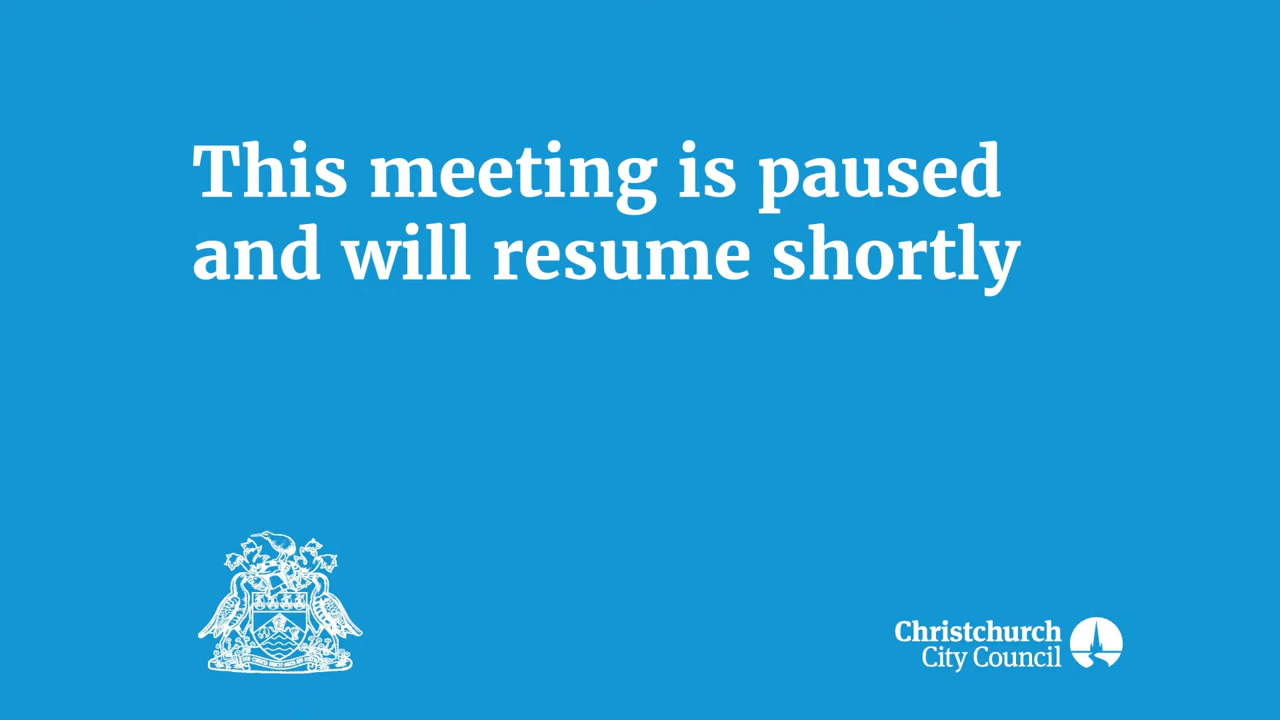 This meeting is paused
and will resume shortly
Christchurch
City Council